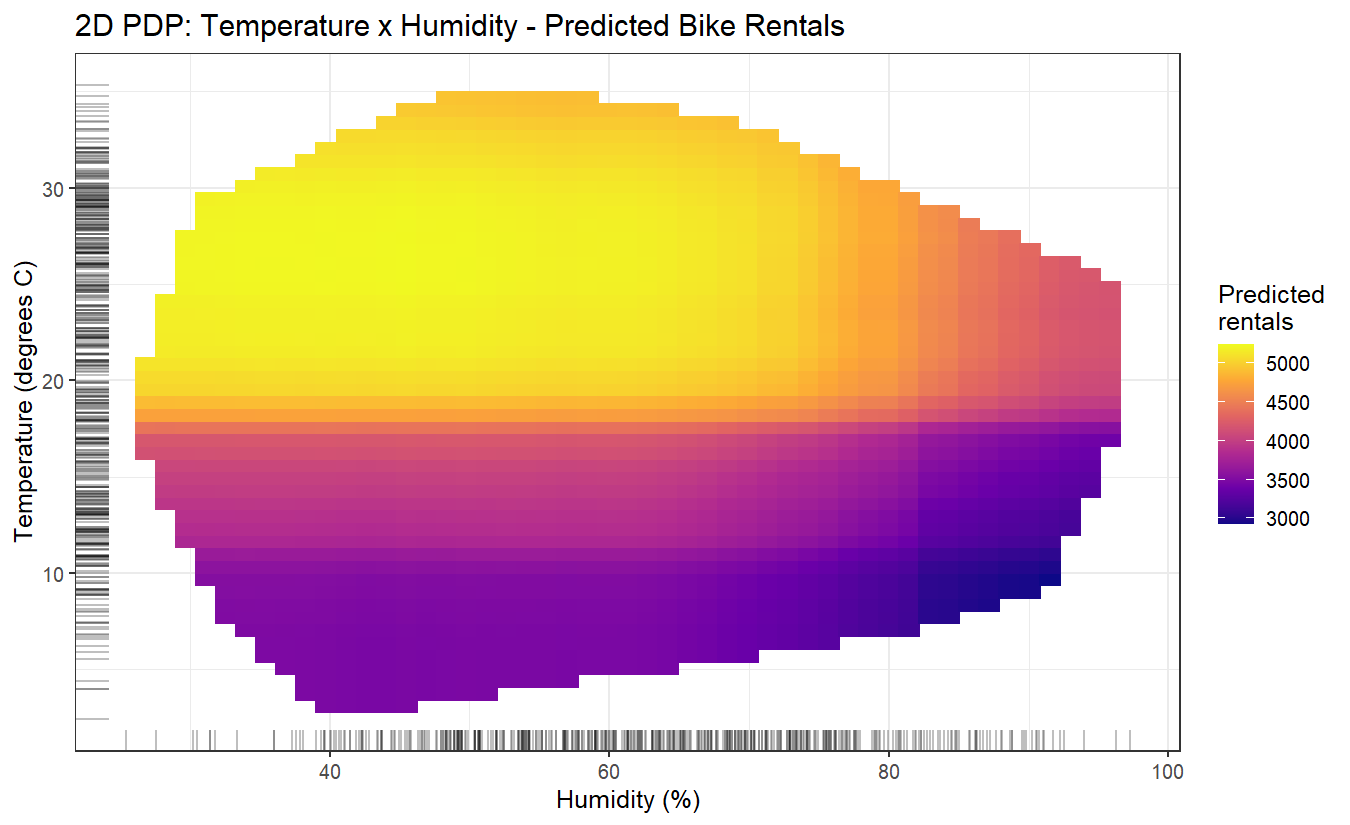 2D PDP: Temperature x Humidity - Predicted Bike Rentals
Temperature (degrees C)
30
20
10
40
60
80
100
Humidity (%)
Predicted
rentals
5000
4500
4000
3500
3000